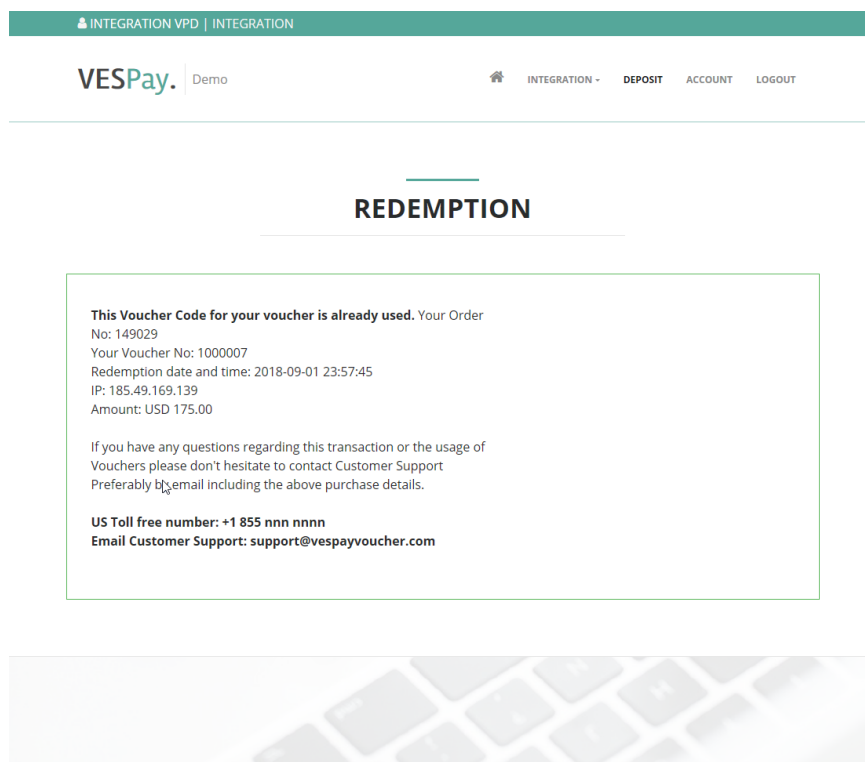 INTEGRATION VPD | INTEGRATION
VESPay. Demo
INTEGRATION DEPOSIT ACCOUNT LOGOUT
REDEMPTION
This Voucher Code for your voucher is already used. Your Order
No: 149029
Your Voucher No: 1000007
Redemption date and time: 2018-09-01 23:57:45
IP: 185.49.169.139
Amount: USD 175.00
If you have any questions regarding this transaction or the usage of
Vouchers please don't hesitate to contact Customer Support
Preferably by email including the above purchase details.
US Toll free number: +1 855 nnn nnnn
Email Customer Support: support@vespayvoucher.com